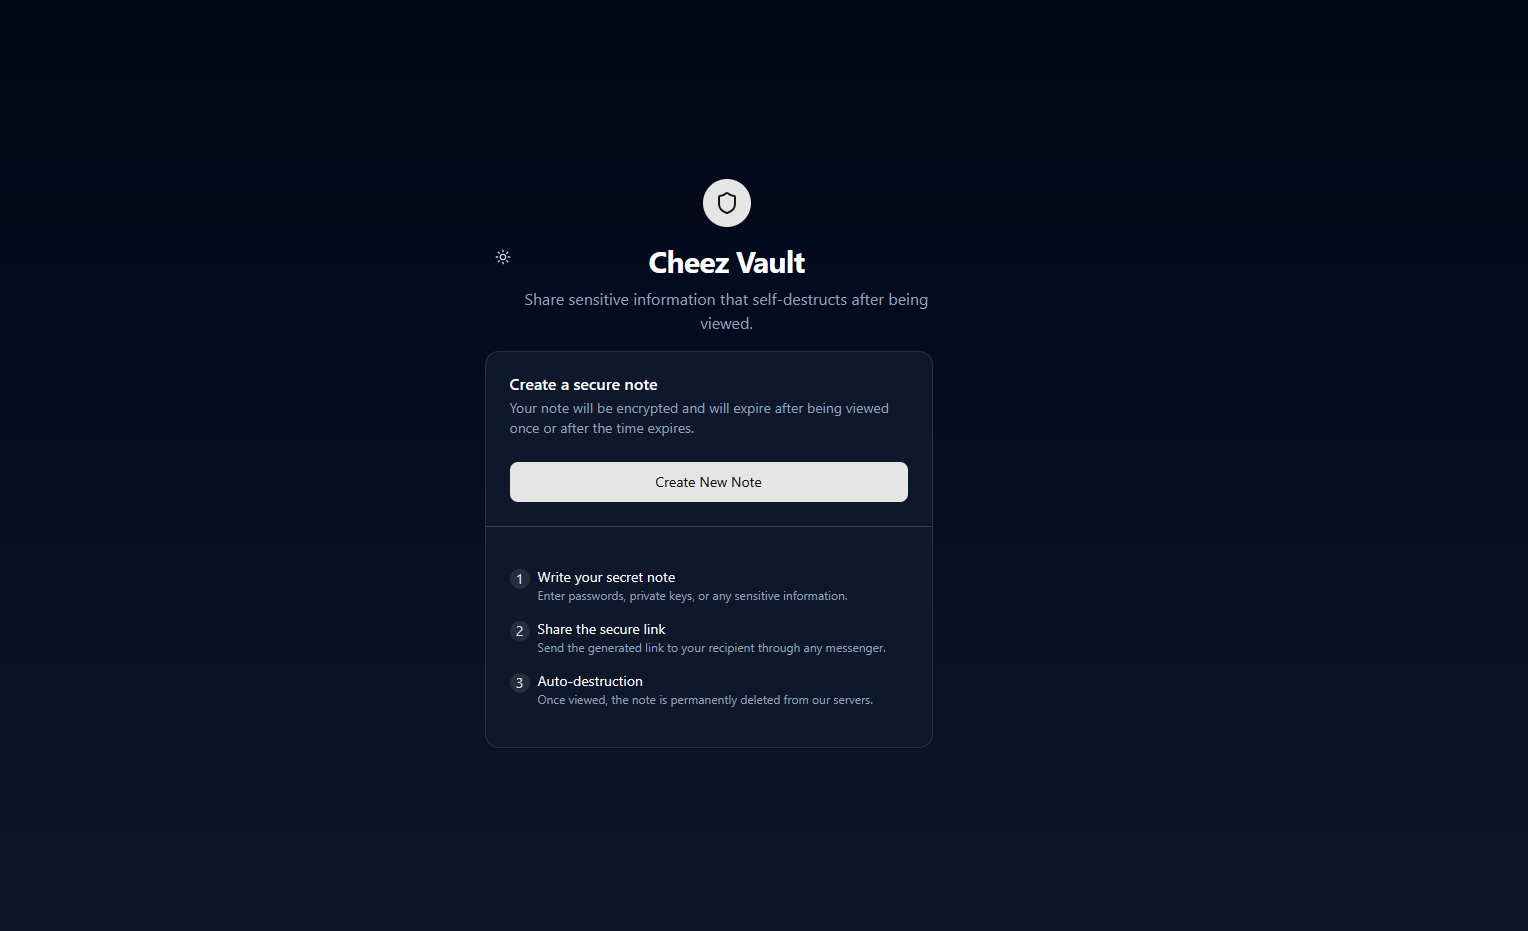 Cheez Vault
Share sensitive information that self-destructs after being
viewed.
Create a secure note
Your note will be encrypted and will expire after being viewed
once or after the time expires.
Create New Note
1 Write your secret note
Enter passwords, private keys, or any sensitive information.
2 Share the secure link
Send the generated link to your recipient through any messenger.
3 Auto-destruction
Once viewed, the note is permanently deleted from our servers.